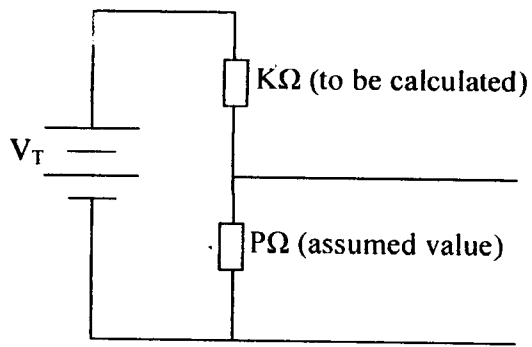 KΩ (to be calculated)
V_T
PΩ (assumed value)